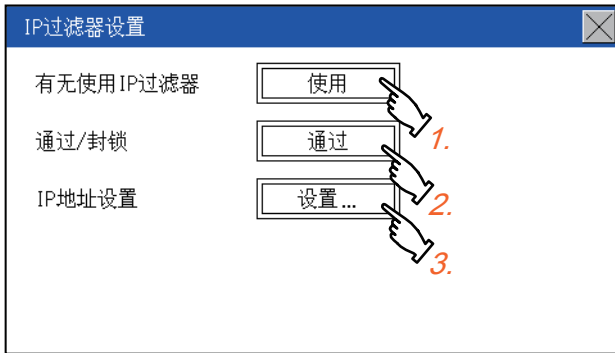 IP过滤器设置
有无使用IP过滤器 使用
1.
通过/封锁 通过
2.
IP地址设置 设置...
3.